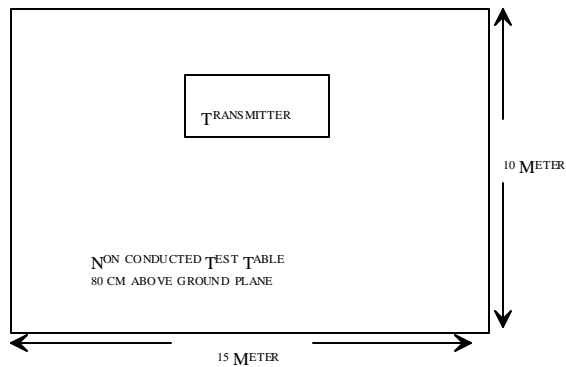 TRANSMITTER
10 METER
NON CONDUCTED TEST TABLE
80 CM ABOVE GROUND PLANE
15 METER